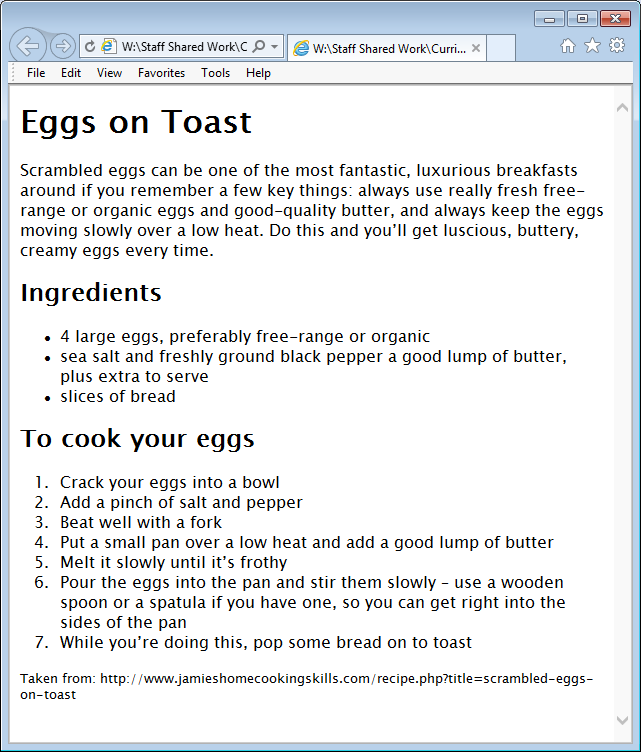 W:\Staff Shared Work\C
W:\Staff Shared Work\Curri...
File Edit View Favorites Tools Help
Eggs on Toast
Scrambled eggs can be one of the most fantastic, luxurious breakfasts
around if you remember a few key things: always use really fresh free-
range or organic eggs and good-quality butter, and always keep the eggs
moving slowly over a low heat. Do this and you’ll get luscious, buttery,
creamy eggs every time.
Ingredients
• 4 large eggs, preferably free-range or organic
• sea salt and freshly ground black pepper a good lump of butter,
plus extra to serve
• slices of bread
To cook your eggs
1. Crack your eggs into a bowl
2. Add a pinch of salt and pepper
3. Beat well with a fork
4. Put a small pan over a low heat and add a good lump of butter
5. Melt it slowly until it’s frothy
6. Pour the eggs into the pan and stir them slowly – use a wooden
spoon or a spatula if you have one, so you can get right into the
sides of the pan
7. While you’re doing this, pop some bread on to toast
Taken from: http://www.jamieshomecookingskills.com/recipe.php?title=scrambled-eggs-
on-toast